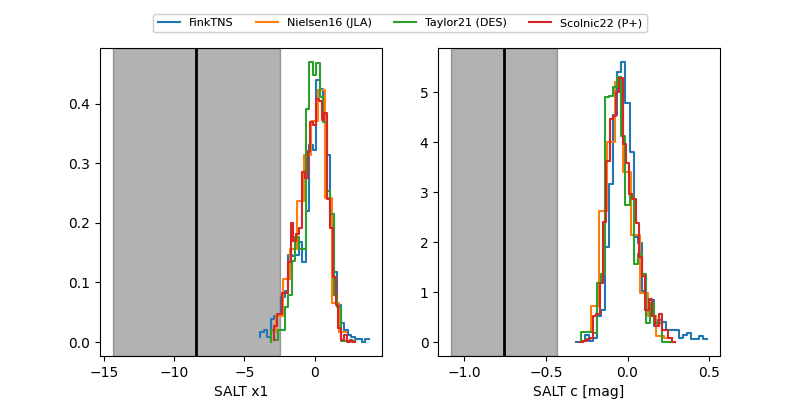 FinkTNS Nielsen16 (JLA) Taylor21 (DES) Scolnic22 (P+)
0.4
0.3
0.2
0.1
0.0
−15 −10 −5 0
SALT x1
5
4
3
2
1
0
−1.0 −0.5 0.0 0.5
SALT c [mag]